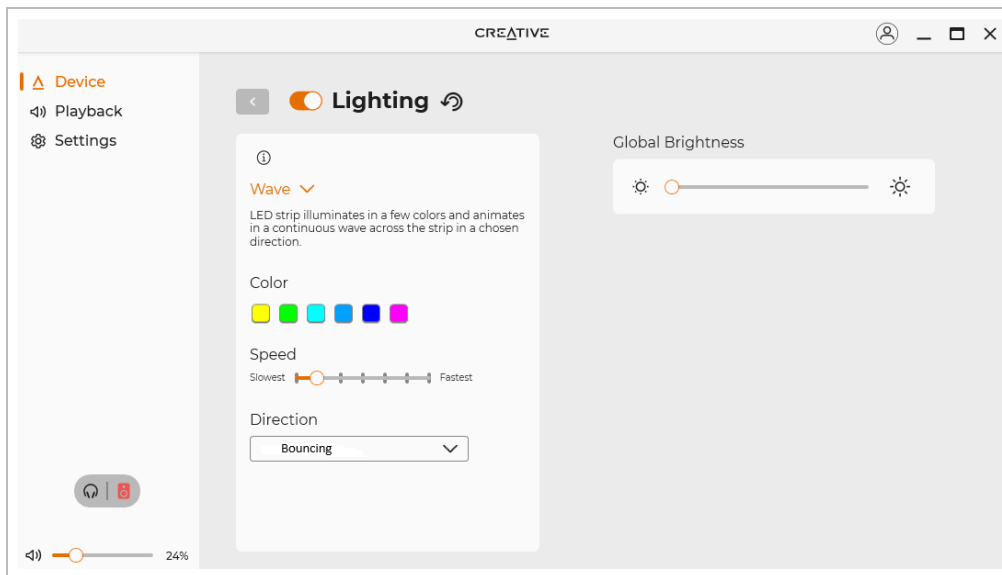 CREATIVE
Device
Playback
Settings
Lighting
Wave
LED strip illuminates in a few colors and animates
in a continuous wave across the strip in a chosen
direction.
Color
Speed
Slowest Fastest
Direction
Bouncing
Global Brightness
24%